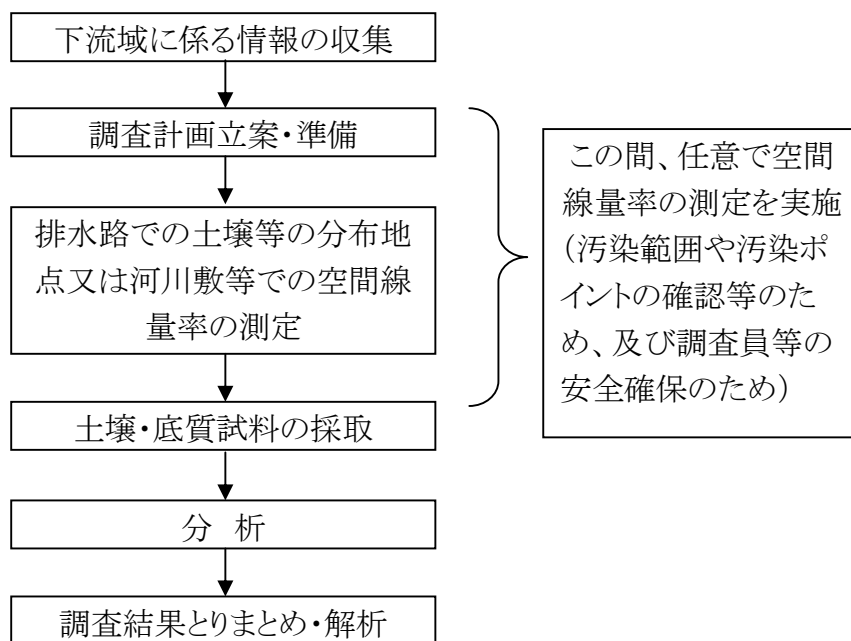 下流域に係る情報の収集
調査計画立案・準備
排水路での土壌等の分布地
点又は河川敷等での空間線
量率の測定
土壌・底質試料の採取
分 析
調査結果とりまとめ・解析
この間、任意で空間
線量率の測定を実施
(汚染範囲や汚染ポ
イントの確認等のた
め、及び調査員等の
安全確保のため)